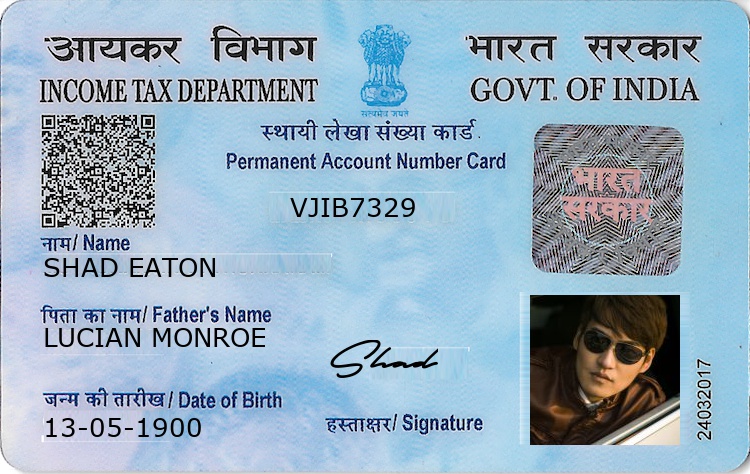 आयकर विभाग
INCOME TAX DEPARTMENT
सत्यमेव जयते
भारत सरकार
GOVT. OF INDIA
स्थायी लेखा संख्या कार्ड
Permanent Account Number Card
VJIB7329
भारत
सरकार
नाम/ Name
SHAD EATON
पिता का नाम/ Father's Name
LUCIAN MONROE
जन्म की तारीख/ Date of Birth
13-05-1900
Shad
हस्ताक्षर/ Signature
24032017